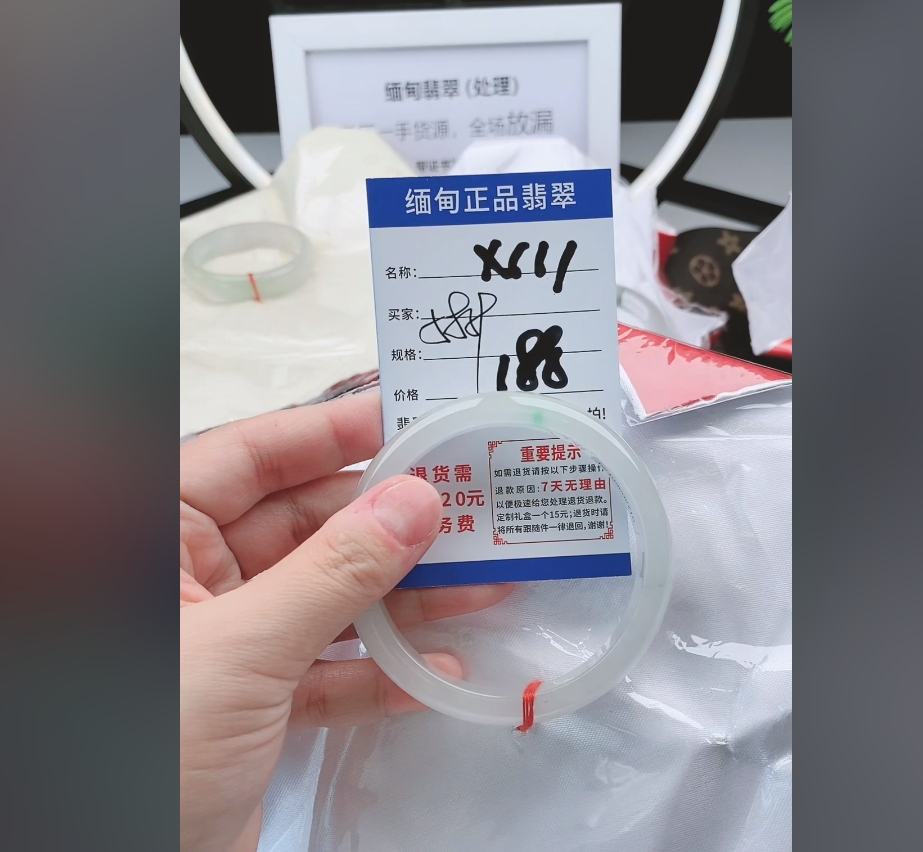 缅甸翡翠(处理)
一手货源，全场放漏
缅甸正品翡翠
名称:
买家:
规格:
188
价格
翡
拍!
退货需
20元
务费
重要提示
如需退货请按以下步骤操作
退款原因:7天无理由
以便极速给您处理退货退款。
定制礼盒一个15元;退货时请
将所有跟随件一律退回,谢谢!